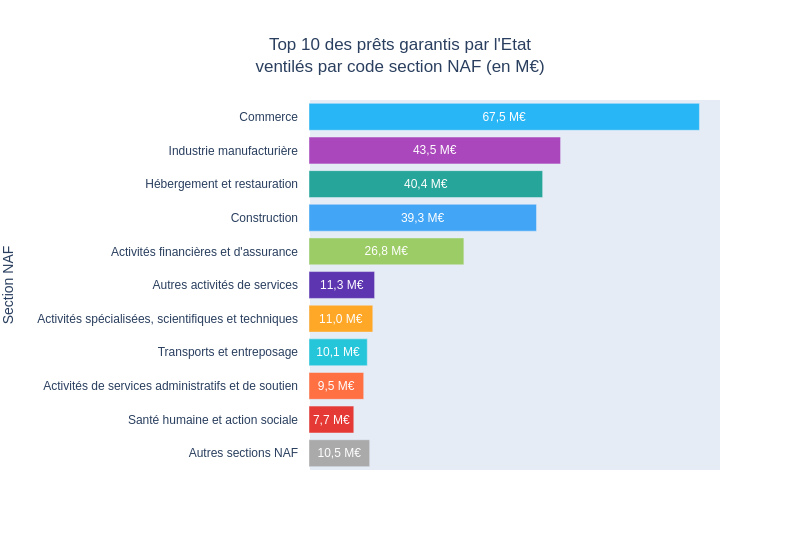 Top 10 des prêts garantis par l'Etat
ventilés par code section NAF (en M€)
Section NAF
Commerce 67,5 M€
Industrie manufacturière 43,5 M€
Hébergement et restauration 40,4 M€
Construction 39,3 M€
Activités financières et d'assurance 26,8 M€
Autres activités de services 11,3 M€
Activités spécialisées, scientifiques et techniques 11,0 M€
Transports et entreposage 10,1 M€
Activités de services administratifs et de soutien 9,5 M€
Santé humaine et action sociale 7,7 M€
Autres sections NAF 10,5 M€